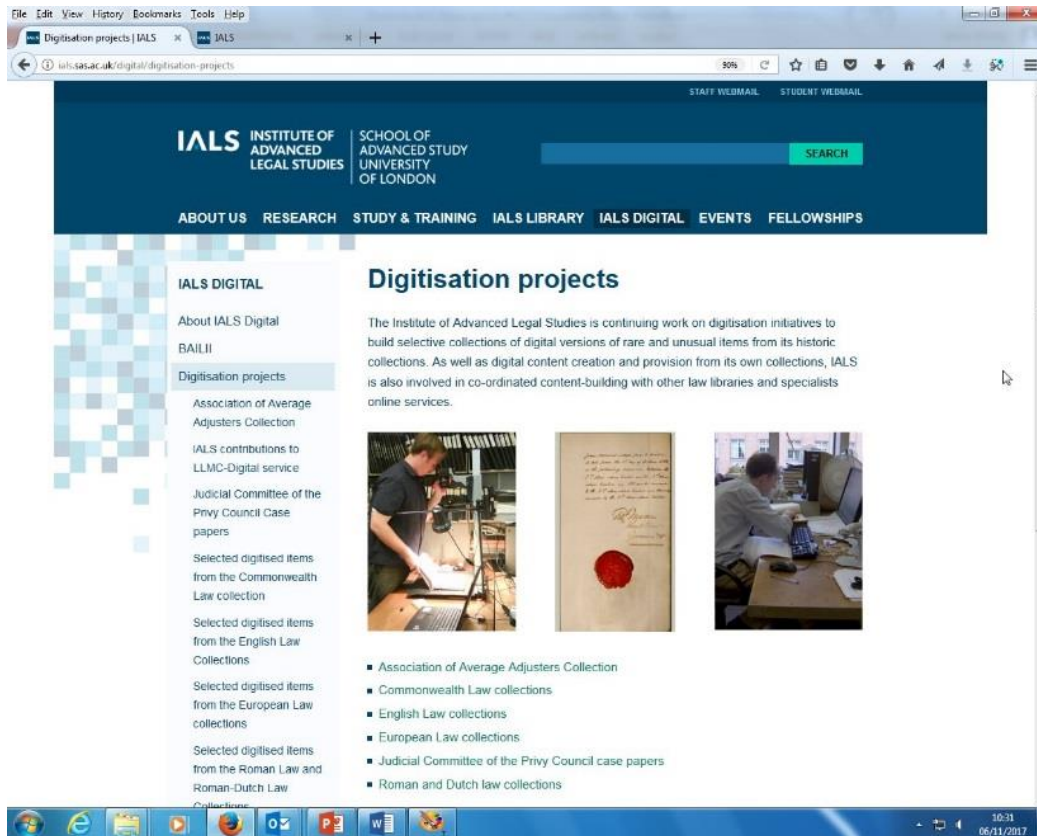 File Edit View History Bookmarks Tools Help
Digitisation projects | IALS
IALS
ials.sas.ac.uk/digital/digitisation-projects
90%
STAFF WEBMAIL STUDENT WEBMAIL
IALS INSTITUTE OF ADVANCED LEGAL STUDIES
SCHOOL OF ADVANCED STUDY UNIVERSITY OF LONDON
SEARCH
ABOUT US RESEARCH STUDY & TRAINING IALS LIBRARY IALS DIGITAL EVENTS FELLOWSHIPS
IALS DIGITAL
About IALS Digital
BAILII
Digitisation projects
Association of Average
Adjusters Collection
IALS contributions to
LLMC-Digital service
Judicial Committee of the
Privy Council Case
papers
Selected digitised items
from the Commonwealth
Law collection
Selected digitised items
from the English Law
Collections
Selected digitised items
from the European Law
collections
Selected digitised items
from the Roman Law and
Roman-Dutch Law
Collections
Digitisation projects
The Institute of Advanced Legal Studies is continuing work on digitisation initiatives to
build selective collections of digital versions of rare and unusual items from its historic
collections. As well as digital content creation and provision from its own collections, IALS
is also involved in co-ordinated content-building with other law libraries and specialists
online services.
Association of Average Adjusters Collection
Commonwealth Law collections
English Law collections
European Law collections
Judicial Committee of the Privy Council case papers
Roman and Dutch law collections
10:31
06/11/2017